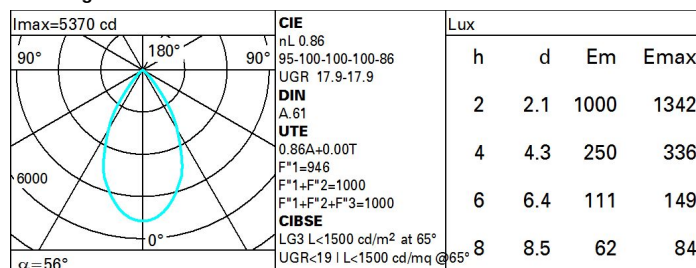 Imax=5370 cd
90° 180° 90°
6000
0°
α=56°
CIE
nL 0.86
95-100-100-100-86
UGR 17.9-17.9
DIN
A.61
UTE
0.86A+0.00T
F"1=946
F"1+F"2=1000
F"1+F"2+F"3=1000
CIBSE
LG3 L<1500 cd/m² at 65°
UGR<19 | L<1500 cd/mq @65°
Lux
h d Em Emax
2 2.1 1000 1342
4 4.3 250 336
6 6.4 111 149
8 8.5 62 84